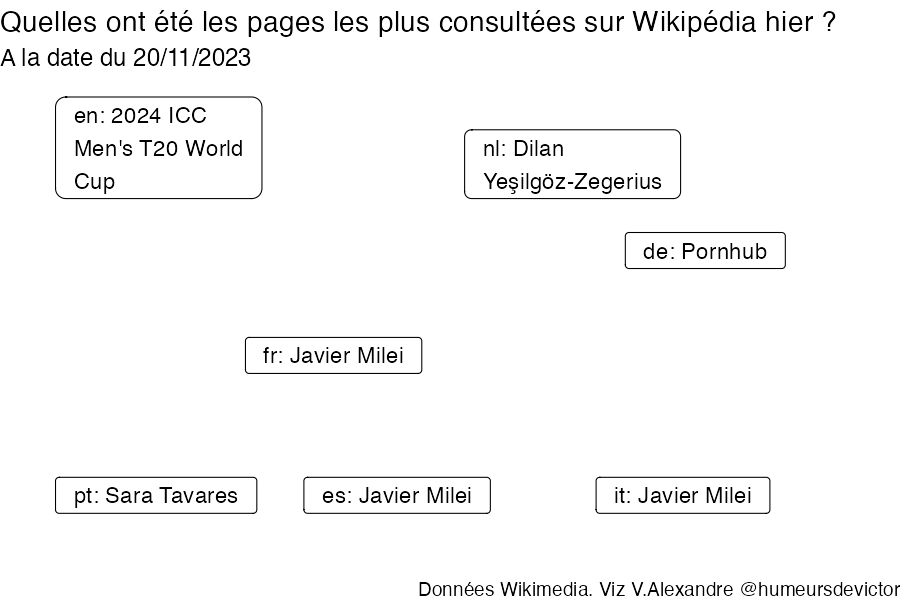 Quelles ont été les pages les plus consultées sur Wikipédia hier ?
A la date du 20/11/2023
en: 2024 ICC
Men's T20 World
Cup
nl: Dilan
Yeşilgöz-Zegerius
de: Pornhub
fr: Javier Milei
pt: Sara Tavares
es: Javier Milei
it: Javier Milei
Données Wikimedia. Viz V.Alexandre @humeursdevictor